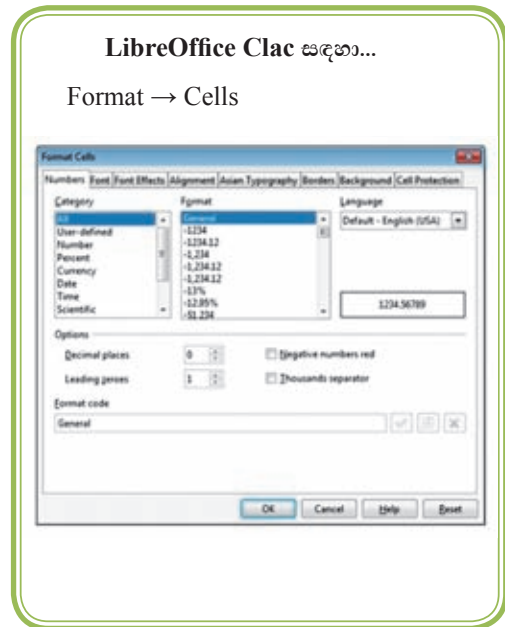 LibreOffice Clac සඳහා...
Format → Cells
Format Cells
Numbers Font Font Effects Alignment Asian Typography Borders Background Cell Protection
Category Format Language
All General Default - English (USA)
User-defined -1234
Number -1234.12
Percent -1,234
Currency -1,234.12
Date -1,234.12
Time -13%
Scientific -12.95% 1234.56789
-$1,234
Options
Decimal places 0 Negative numbers red
Leading zeroes 1 Thousands separator
Format code
General
OK Cancel Help Reset